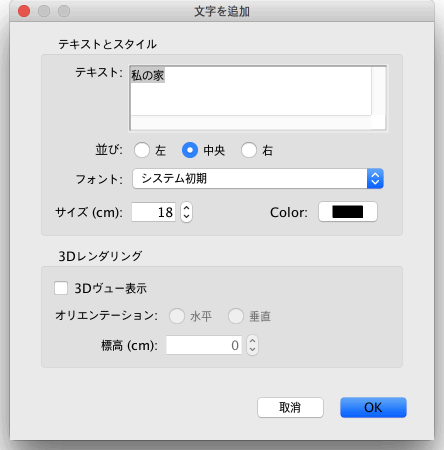 文字を追加
テキストとスタイル
テキスト: 私の家
並び: 左 中央 右
フォント: システム初期
サイズ (cm): 18 Color:
3Dレンダリング
3Dヴュー表示
オリエンテーション: 水平 垂直
標高 (cm): 0
取消 OK